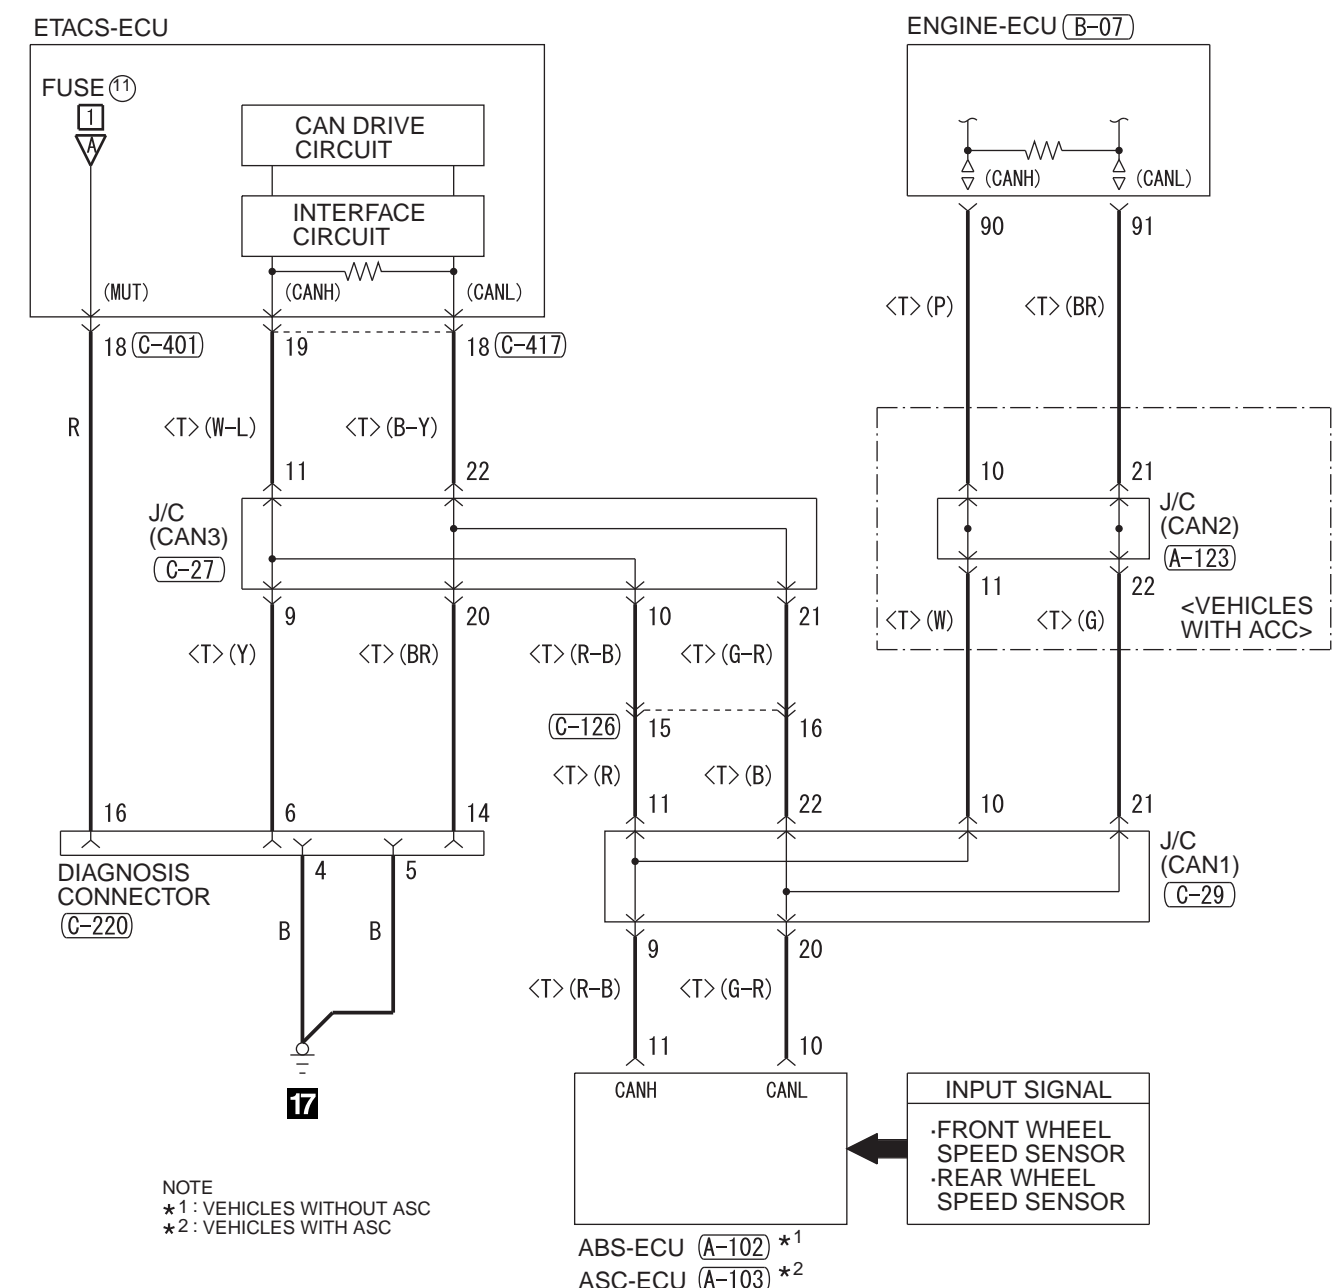 ETACS-ECU
ENGINE-ECU B-07
FUSE 11
1
A
CAN DRIVE
CIRCUIT
INTERFACE
CIRCUIT
(MUT)
(CANH)
(CANL)
(CANH)
(CANL)
90
91
18 C-401
19
18 C-417
<T>(P)
<T>(BR)
R
<T>(W-L)
<T>(B-Y)
11
22
10
21
J/C
(CAN3)
C-27
J/C
(CAN2)
A-123
9
20
10
21
11
22
<VEHICLES
WITH ACC>
<T>(W)
<T>(G)
<T>(Y)
<T>(BR)
<T>(R-B)
<T>(G-R)
C-126
15
16
<T>(R)
<T>(B)
16
6
14
11
22
10
21
J/C
(CAN1)
C-29
DIAGNOSIS
CONNECTOR
C-220
4
5
B
B
9
20
<T>(R-B)
<T>(G-R)
11
10
17
CANH
CANL
INPUT SIGNAL
·FRONT WHEEL
SPEED SENSOR
·REAR WHEEL
SPEED SENSOR
NOTE
*1 : VEHICLES WITHOUT ASC
*2 : VEHICLES WITH ASC
ABS-ECU A-102 *1
ASC-ECU A-103 *2